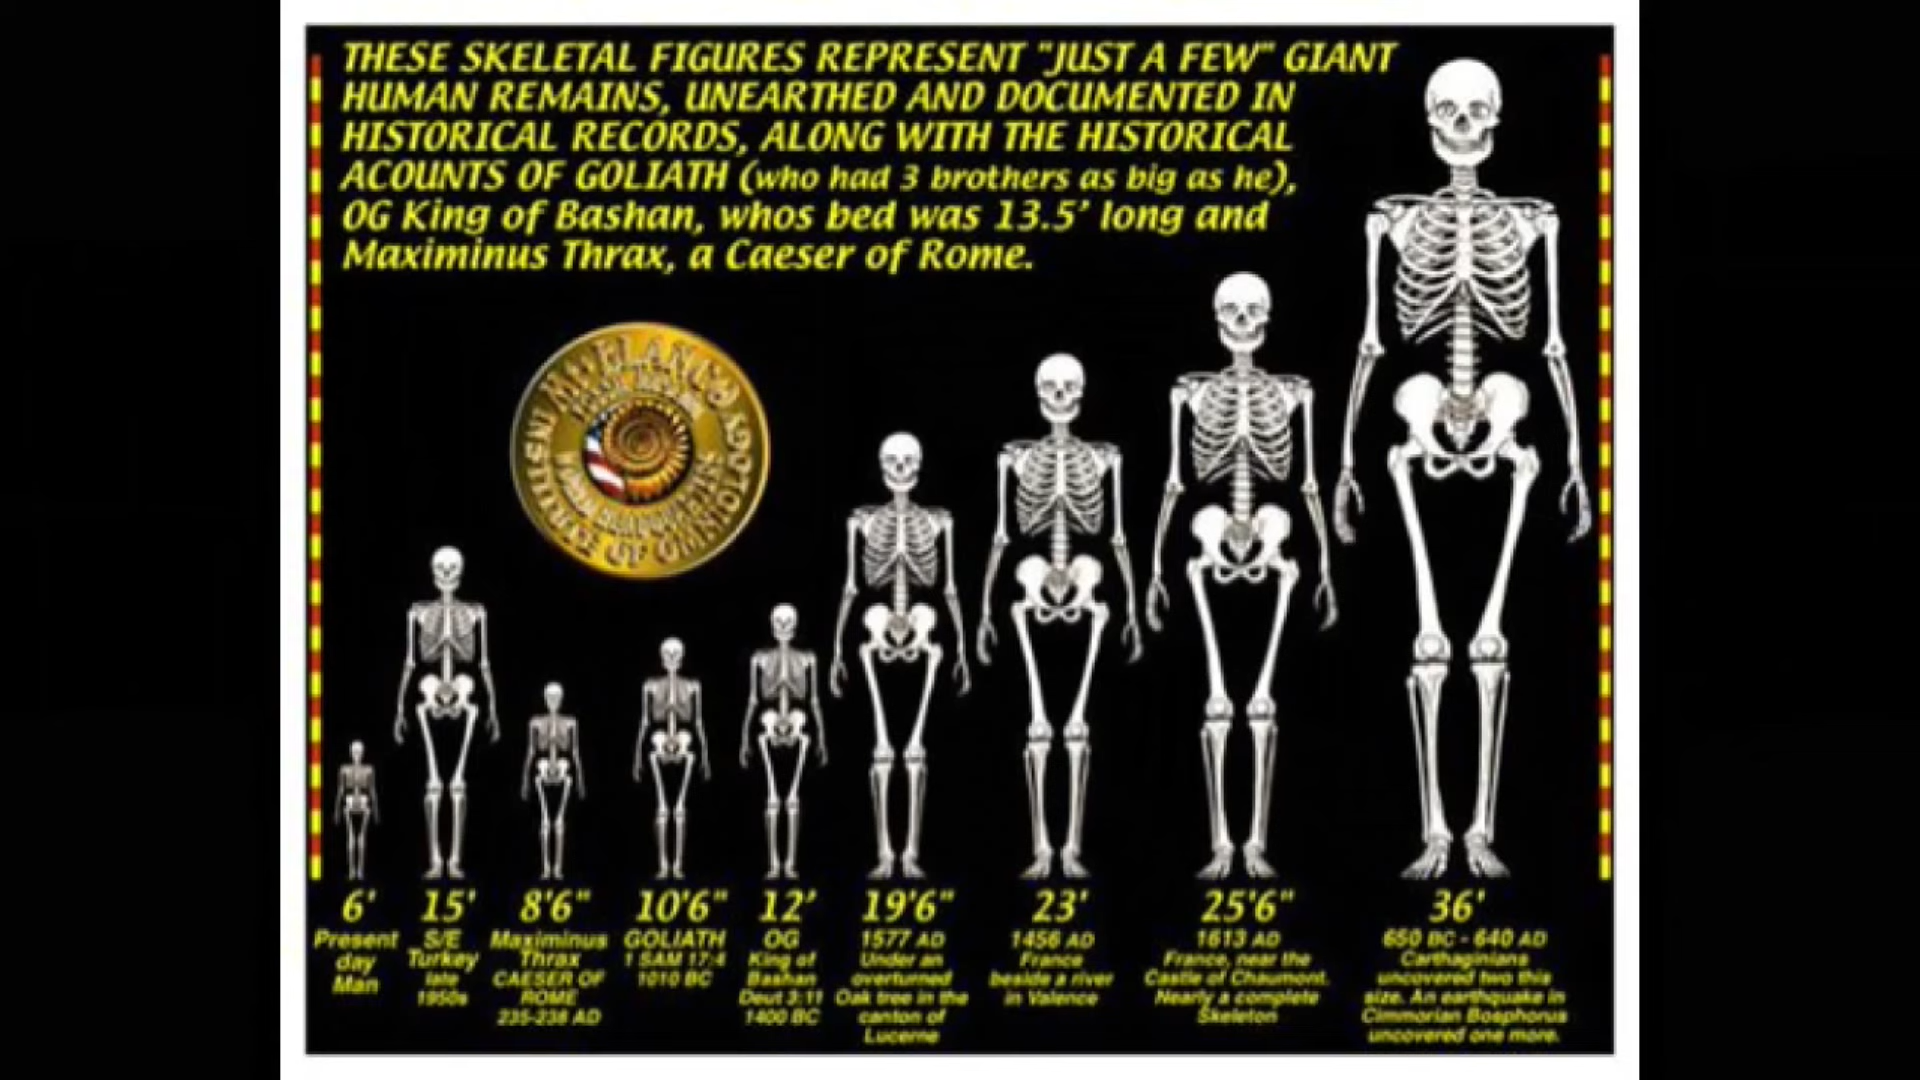 THESE SKELETAL FIGURES REPRESENT "JUST A FEW" GIANT
HUMAN REMAINS, UNEARTHED AND DOCUMENTED IN
HISTORICAL RECORDS, ALONG WITH THE HISTORICAL
ACOUNTS OF GOLIATH (who had 3 brothers as big as he),
OG King of Bashan, whos bed was 13.5' long and
Maximinus Thrax, a Caeser of Rome.
MT BLANCO
INSTITUTE OF OMNIOLOGY
6'
Present
day
Man
15'
S/E
Turkey
late
1950s
8'6"
Maximinus
Thrax
CAESER OF
ROME
235-238 AD
10'6"
GOLIATH
1 SAM 17:4
1010 BC
12'
OG
King of
Bashan
Deut 3:11
1400 BC
19'6"
1577 AD
Under an
overturned
Oak tree in the
canton of
Lucerne
23'
1456 AD
France
beside a river
in Valence
25'6"
1613 AD
France, near the
Castle of Chaumont.
Nearly a complete
Skeleton
36'
650 BC - 640 AD
Carthaginians
uncovered two this
size. An earthquake in
Cimmorian Bosphorus
uncovered one more.